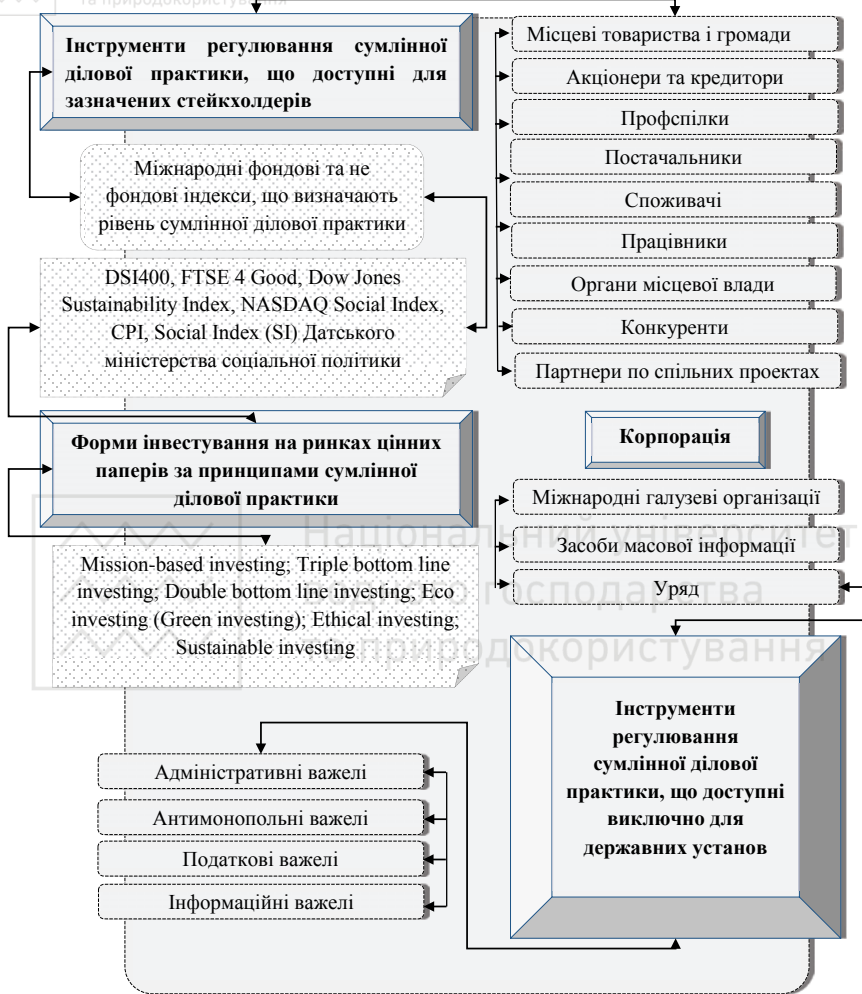 та природокористування
Інструменти регулювання сумлінної
ділової практики, що доступні для
зазначених стейкхолдерів
Міжнародні фондові та не
фондові індекси, що визначають
рівень сумлінної ділової практики
DSI400, FTSE 4 Good, Dow Jones
Sustainability Index, NASDAQ Social Index,
CPI, Social Index (SI) Датського
міністерства соціальної політики
Форми інвестування на ринках цінних
паперів за принципами сумлінної
ділової практики
Mission-based investing; Triple bottom line
investing; Double bottom line investing; Eco
investing (Green investing); Ethical investing;
Sustainable investing
Місцеві товариства і громади
Акціонери та кредитори
Профспілки
Постачальники
Споживачі
Працівники
Органи місцевої влади
Конкуренти
Партнери по спільних проектах
Корпорація
Міжнародні галузеві організації
Засоби масової інформації
Уряд
Національний університет
господарства
та природокористування
Інструменти
регулювання
сумлінної ділової
практики, що доступні
виключно для
державних установ
Адміністративні важелі
Антимонопольні важелі
Податкові важелі
Інформаційні важелі